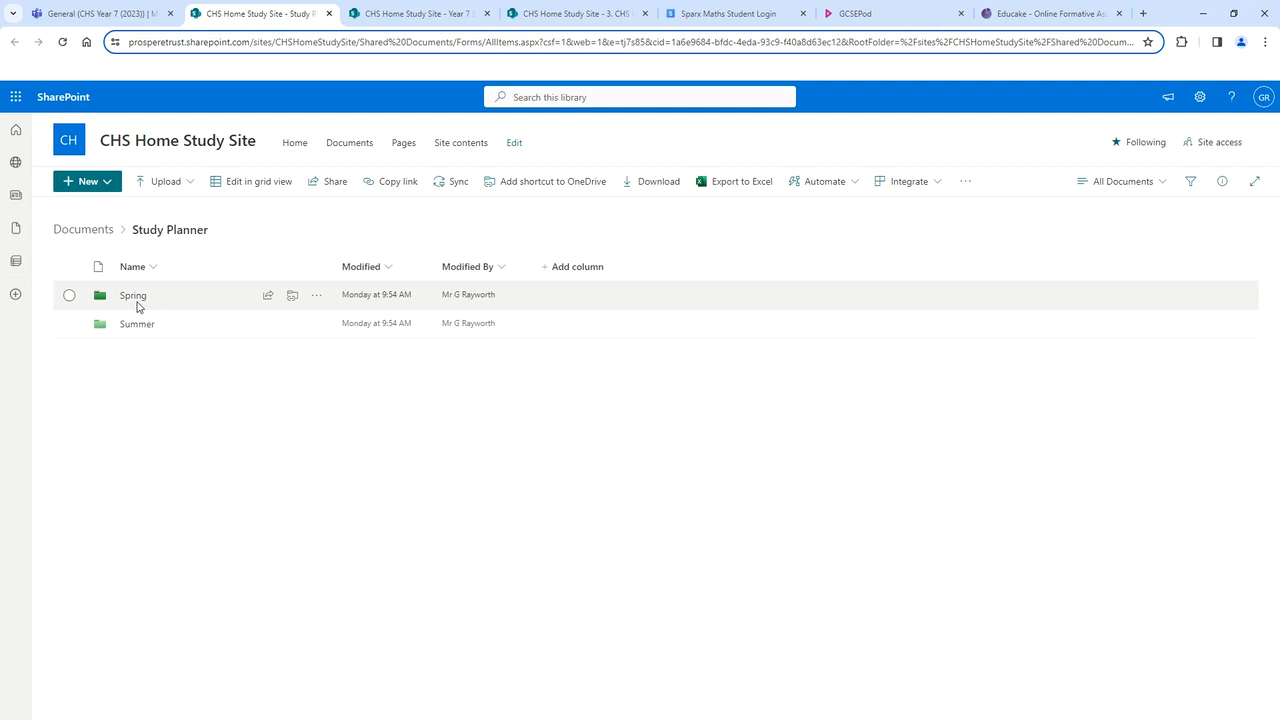 General (CHS Year 7 (2023)) | M
CHS Home Study Site - Study Pl
CHS Home Study Site - Year 7 S
CHS Home Study Site - 3. CHS
Sparx Maths Student Login
GCSEPod
Educake - Online Formative As
prosperetrust.sharepoint.com/sites/CHSHomeStudySite/Shared%20Documents/Forms/AllItems.aspx?csf=1&web=1&e=tj7s85&cid=1a6e9684-bfdc-4eda-93c9-f40a8d63ec12&RootFolder=%2Fsites%2FCHSHomeStudySite%2FShared%20Docum...
SharePoint
Search this library
GR
CH
CHS Home Study Site
Home
Documents
Pages
Site contents
Edit
Following
Site access
New
Upload
Edit in grid view
Share
Copy link
Sync
Add shortcut to OneDrive
Download
Export to Excel
Automate
Integrate
All Documents
Documents > Study Planner
Name
Modified
Modified By
+ Add column
Spring Monday at 9:54 AM Mr G Rayworth
Summer Monday at 9:54 AM Mr G Rayworth